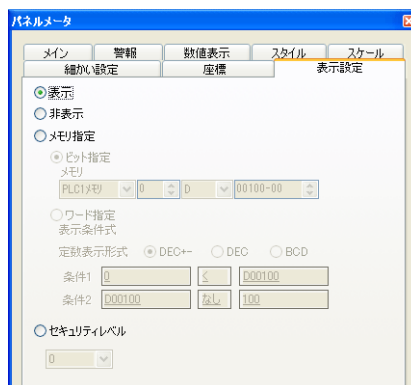 パネルメータ
メイン 警報 数値表示 スタイル スケール
細かい設定 座標 表示設定
表示
非表示
メモリ指定
ビット指定
メモリ
PLC1メモリ 0 D 00100-00
ワード指定
表示条件式
定数表示形式 DEC+- DEC BCD
条件1 0 < D00100
条件2 D00100 なし 100
セキュリティレベル
0